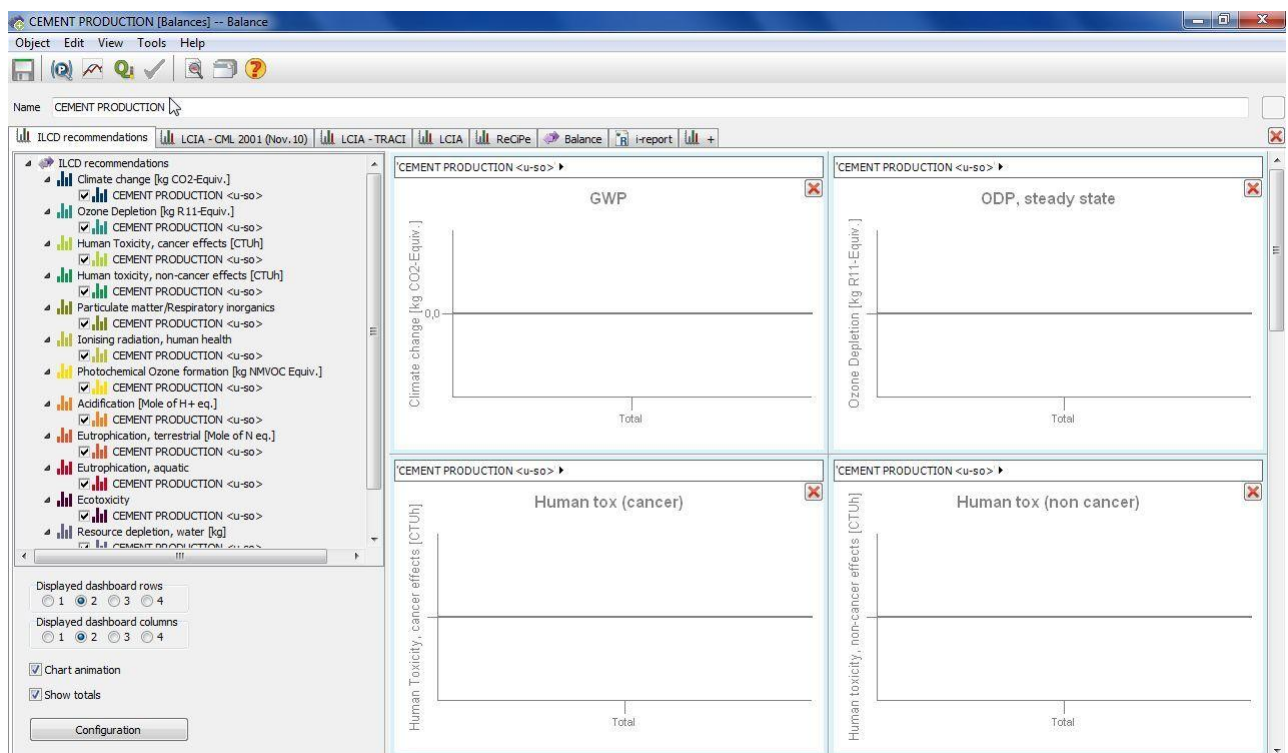 CEMENT PRODUCTION [Balances] -- Balance
Object Edit View Tools Help
Name CEMENT PRODUCTION
ILCD recommendations LCIA - CML 2001 (Nov. 10) LCIA - TRACI LCIA ReCiPe Balance i-report +
ILCD recommendations
Climate change [kg CO2-Equiv.]
CEMENT PRODUCTION <u-so>
Ozone Depletion [kg R11-Equiv.]
CEMENT PRODUCTION <u-so>
Human Toxicity, cancer effects [CTUh]
CEMENT PRODUCTION <u-so>
Human toxicity, non-cancer effects [CTUh]
CEMENT PRODUCTION <u-so>
Particulate matter/Respiratory inorganics
CEMENT PRODUCTION <u-so>
Ionising radiation, human health
CEMENT PRODUCTION <u-so>
Photochemical Ozone formation [kg NMVOC Equiv.]
CEMENT PRODUCTION <u-so>
Acidification [Mole of H+ eq.]
CEMENT PRODUCTION <u-so>
Eutrophication, terrestrial [Mole of N eq.]
CEMENT PRODUCTION <u-so>
Eutrophication, aquatic
CEMENT PRODUCTION <u-so>
Ecotoxicity
CEMENT PRODUCTION <u-so>
Resource depletion, water [kg]
CEMENT PRODUCTION <u-so>
Displayed dashboard rows
1 2 3 4
Displayed dashboard columns
1 2 3 4
Chart animation
Show totals
Configuration
'CEMENT PRODUCTION <u-so>'
GWP
Climate change [kg CO2-Equiv.]
0,0
Total
'CEMENT PRODUCTION <u-so>'
ODP, steady state
Ozone Depletion [kg R11-Equiv.]
Total
'CEMENT PRODUCTION <u-so>'
Human tox (cancer)
Human Toxicity, cancer effects [CTUh]
Total
'CEMENT PRODUCTION <u-so>'
Human tox (non cancer)
Human toxicity, non-cancer effects [CTUh]
Total